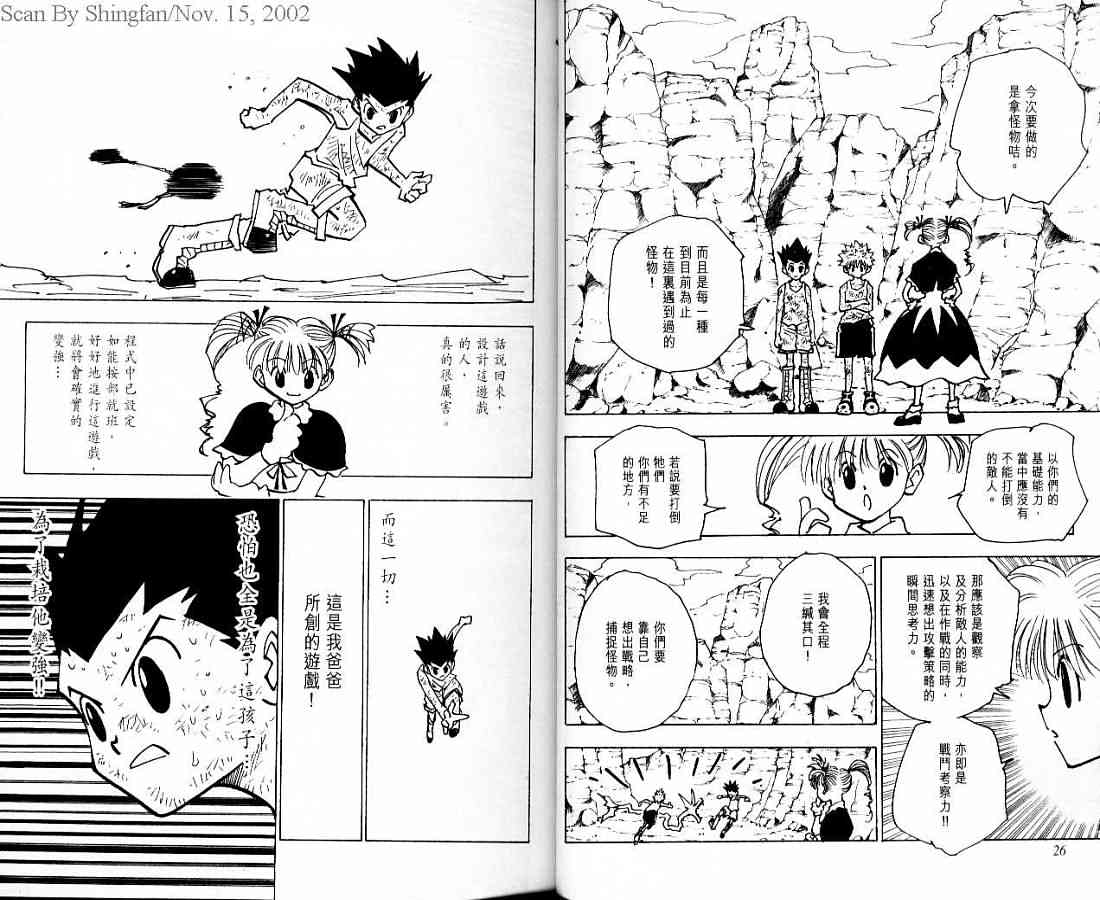 Scan By Shingfan/Nov. 15, 2002
今次要做的
是拿怪物咭。
而且是每一種
到目前為止
在這裏遇到過的
怪物！
以你們的
基礎能力，
當中應沒有
不能打倒
的敵人。
若說要打倒
牠們
你們有不足
的地方，
那應該是觀察
及分析敵人的能力，
以及在作戰的同時，
迅速想出攻擊策略的
瞬間思考力。
亦即是
戰鬥考察力!!
我會全程
三緘其口！
你們要
靠自己
想出戰略，
捕捉怪物。
26
話說回來，
設計這遊戲
的人，
真的很厲害。
程式中已設定
如能按部就班，
好好地進行這遊戲，
就將會確實的
變強…
而這一切…
這是我爸爸
所創的遊戲！
恐怕也全是為了這孩子…
為了栽培他變強!!